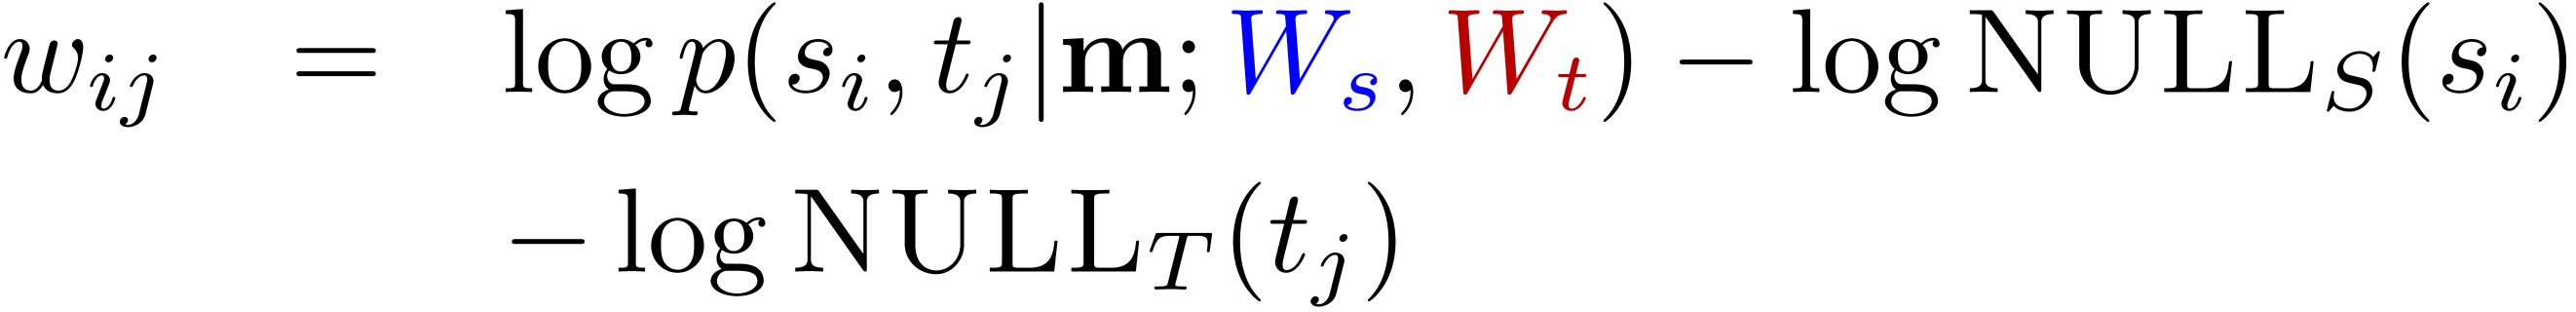 w_{ij} = log p(s_i, t_j|m; W_s, W_t) − log NULL_S(s_i)
− log NULL_T(t_j)